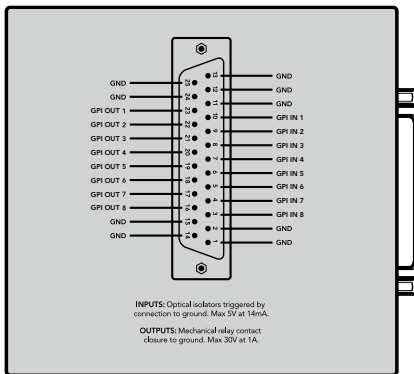 GND 25 13 GND
GND 24 12 GND
GPI OUT 1 23 11 GND
GPI OUT 2 22 10 GPI IN 1
GPI OUT 3 21 9 GPI IN 2
GPI OUT 4 20 8 GPI IN 3
GPI OUT 5 19 7 GPI IN 4
GPI OUT 6 18 6 GPI IN 5
GPI OUT 7 17 5 GPI IN 6
GPI OUT 8 16 4 GPI IN 7
GND 15 3 GPI IN 8
GND 14 2 GND
1 GND
INPUTS: Optical isolators triggered by
connection to ground. Max 5V at 14mA.
OUTPUTS: Mechanical relay contact
closure to ground. Max 30V at 1A.